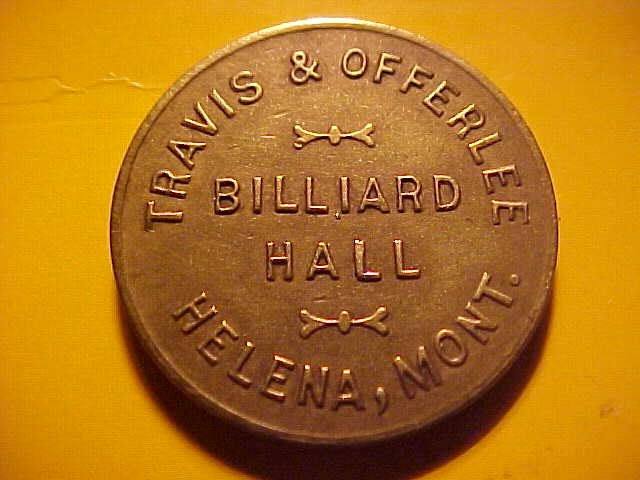 TRAVIS & OFFERLEE
BILLIARD
HALL
HELENA, MONT.